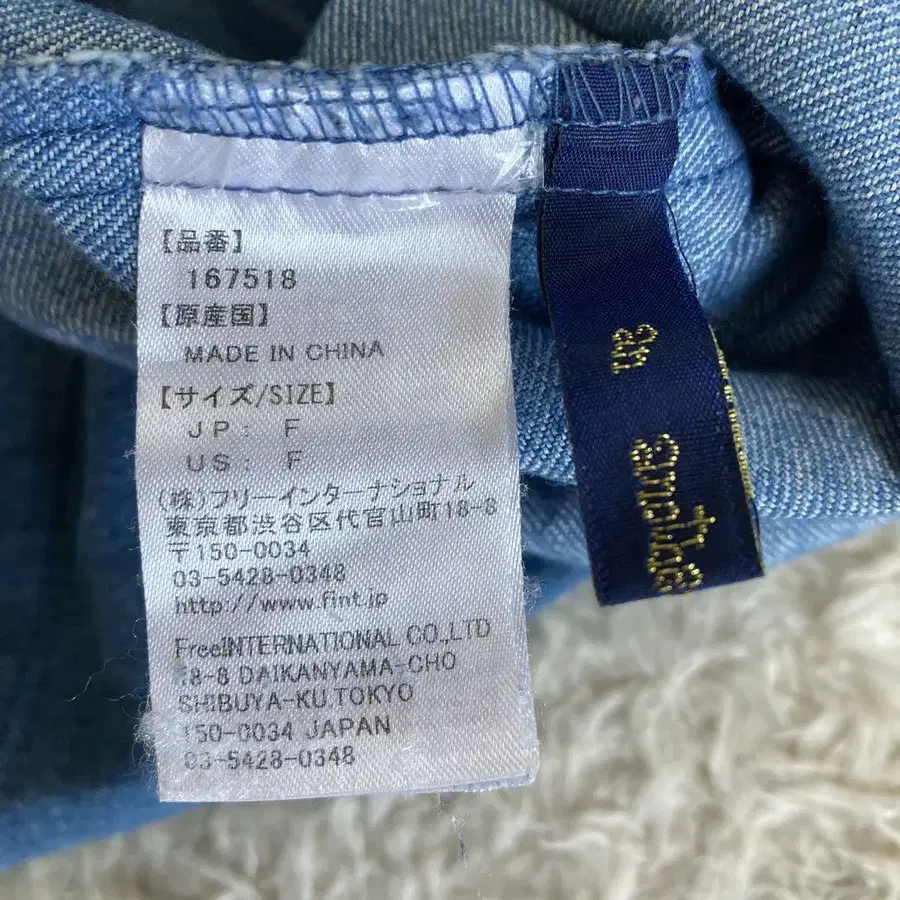 【品番】
167518
【原産国】
MADE IN CHINA
【サイズ/SIZE】
JP: F
US: F
(株)フリーインターナショナル
東京都渋谷区代官山町18-8
〒150-0034
03-5428-0348
http://www.fint.jp
FreeINTERNATIONAL CO.,LTD
18-8 DAIKANYAMA-CHO
SHIBUYA-KU.TOKYO
150-0034 JAPAN
03-5428-0348